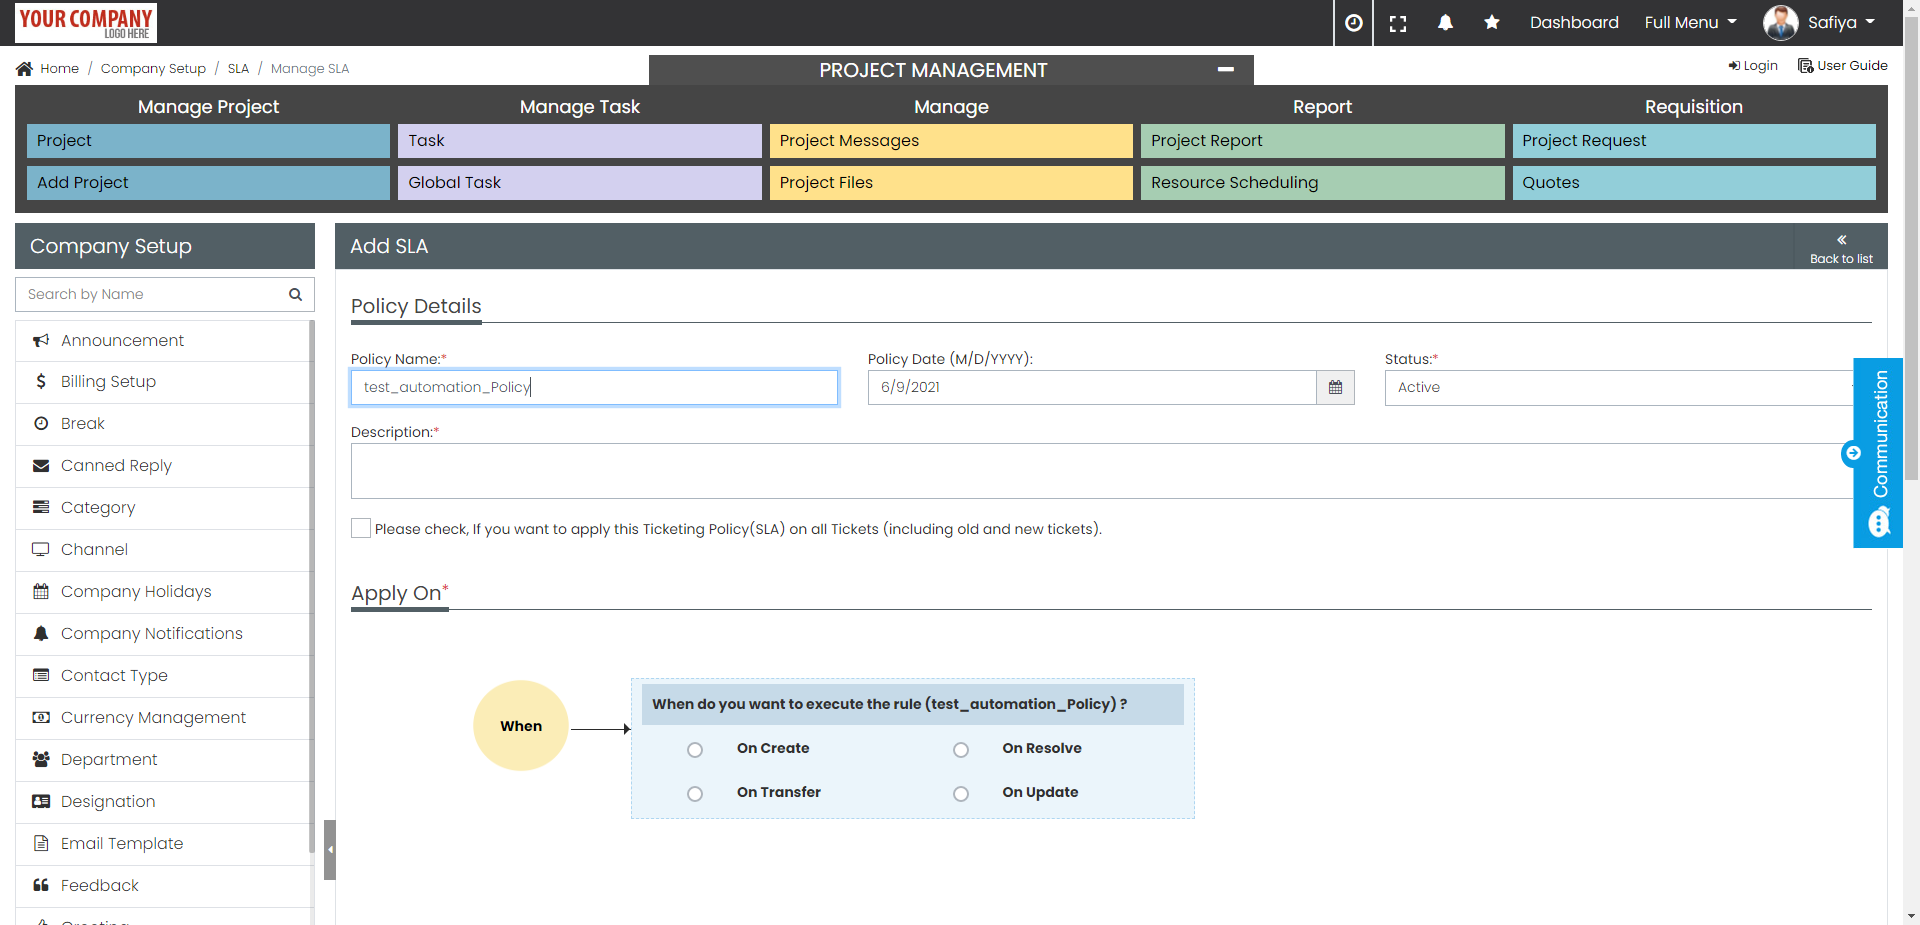 YOUR COMPANY
LOGO HERE
Dashboard
Full Menu
Safiya
Home / Company Setup / SLA / Manage SLA
PROJECT MANAGEMENT
Login
User Guide
Manage Project
Manage Task
Manage
Report
Requisition
Project
Task
Project Messages
Project Report
Project Request
Add Project
Global Task
Project Files
Resource Scheduling
Quotes
Company Setup
Search by Name
Announcement
Billing Setup
Break
Canned Reply
Category
Channel
Company Holidays
Company Notifications
Contact Type
Currency Management
Department
Designation
Email Template
Feedback
Add SLA
Back to list
Policy Details
Policy Name:*
test_automation_Policy
Policy Date (M/D/YYYY):
6/9/2021
Status:*
Active
Description:*
Please check, If you want to apply this Ticketing Policy(SLA) on all Tickets (including old and new tickets).
Apply On*
When
When do you want to execute the rule (test_automation_Policy) ?
On Create
On Resolve
On Transfer
On Update
Communication